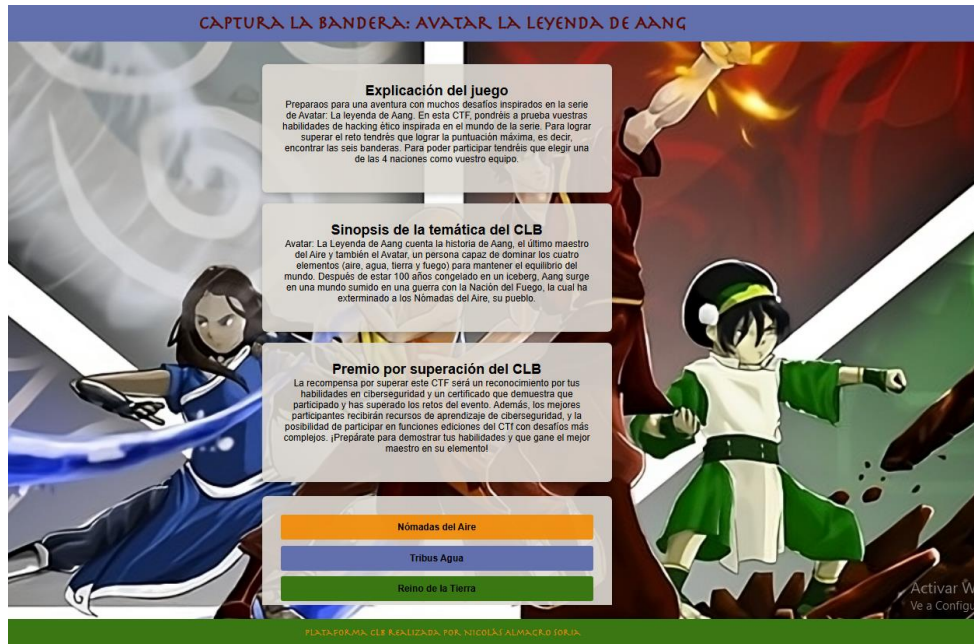 CAPTURA LA BANDERA: AVATAR LA LEYENDA DE AANG
Explicación del juego
Preparaos para una aventura con muchos desafíos inspirados en la serie
de Avatar: La leyenda de Aang. En esta CTF, pondréis a prueba vuestras
habilidades de hacking ético inspirada en el mundo de la serie. Para lograr
superar el reto tendrés que lograr la puntuación máxima, es decir,
encontrar las seis banderas. Para poder participar tendréis que elegir una
de las 4 naciones como vuestro equipo.
Sinopsis de la temática del CLB
Avatar: La Leyenda de Aang cuenta la historia de Aang, el último maestro
del Aire y también el Avatar, un persona capaz de dominar los cuatro
elementos (aire, agua, tierra y fuego) para mantener el equilibrio del
mundo. Después de estar 100 años congelado en un iceberg, Aang surge
en una mundo sumido en una guerra con la Nación del Fuego, la cual ha
exterminado a los Nómadas del Aire, su pueblo.
Premio por superación del CLB
La recompensa por superar este CTF será un reconocimiento por tus
habilidades en ciberseguridad y un certificado que demuestra que
participado y has superado los retos del evento. Además, los mejores
participantes recibirán recursos de aprendizaje de ciberseguridad, y la
posibilidad de participar en funciones ediciones del CTf con desafíos más
complejos. ¡Prepárate para demostrar tus habilidades y que gane el mejor
maestro en su elemento!
Nómadas del Aire
Tribus Agua
Reino de la Tierra
Activar W
Ve a Configu
PLATAFORMA CLB REALIZADA POR NICOLÁS ALMAGRO SORIA